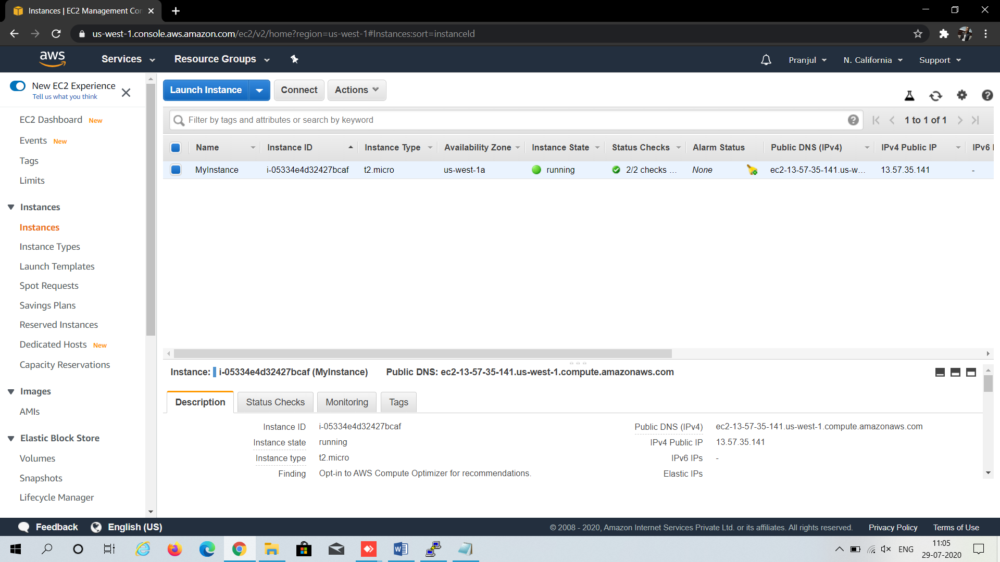 Instances | EC2 Management Con
us-west-1.console.aws.amazon.com/ec2/v2/home?region=us-west-1#Instances:sort=instanceId
aws
Services
Resource Groups
Pranjul
N. California
Support
New EC2 Experience
Tell us what you think
EC2 Dashboard New
Events New
Tags
Limits
Instances
Instances
Instance Types
Launch Templates
Spot Requests
Savings Plans
Reserved Instances
Dedicated Hosts New
Capacity Reservations
Images
AMIs
Elastic Block Store
Volumes
Snapshots
Lifecycle Manager
Launch Instance
Connect
Actions
Filter by tags and attributes or search by keyword
1 to 1 of 1
Name Instance ID Instance Type Availability Zone Instance State Status Checks Alarm Status Public DNS (IPv4) IPv4 Public IP IPv6 I
MyInstance i-05334e4d32427bcaf t2.micro us-west-1a running 2/2 checks ... None ec2-13-57-35-141.us-w... 13.57.35.141 -
Instance: i-05334e4d32427bcaf (MyInstance) Public DNS: ec2-13-57-35-141.us-west-1.compute.amazonaws.com
Description Status Checks Monitoring Tags
Instance ID i-05334e4d32427bcaf
Instance state running
Instance type t2.micro
Finding Opt-in to AWS Compute Optimizer for recommendations.
Public DNS (IPv4) ec2-13-57-35-141.us-west-1.compute.amazonaws.com
IPv4 Public IP 13.57.35.141
IPv6 IPs -
Elastic IPs
Feedback English (US)
© 2008 - 2020, Amazon Internet Services Private Ltd. or its affiliates. All rights reserved. Privacy Policy Terms of Use
ENG
11:05
29-07-2020